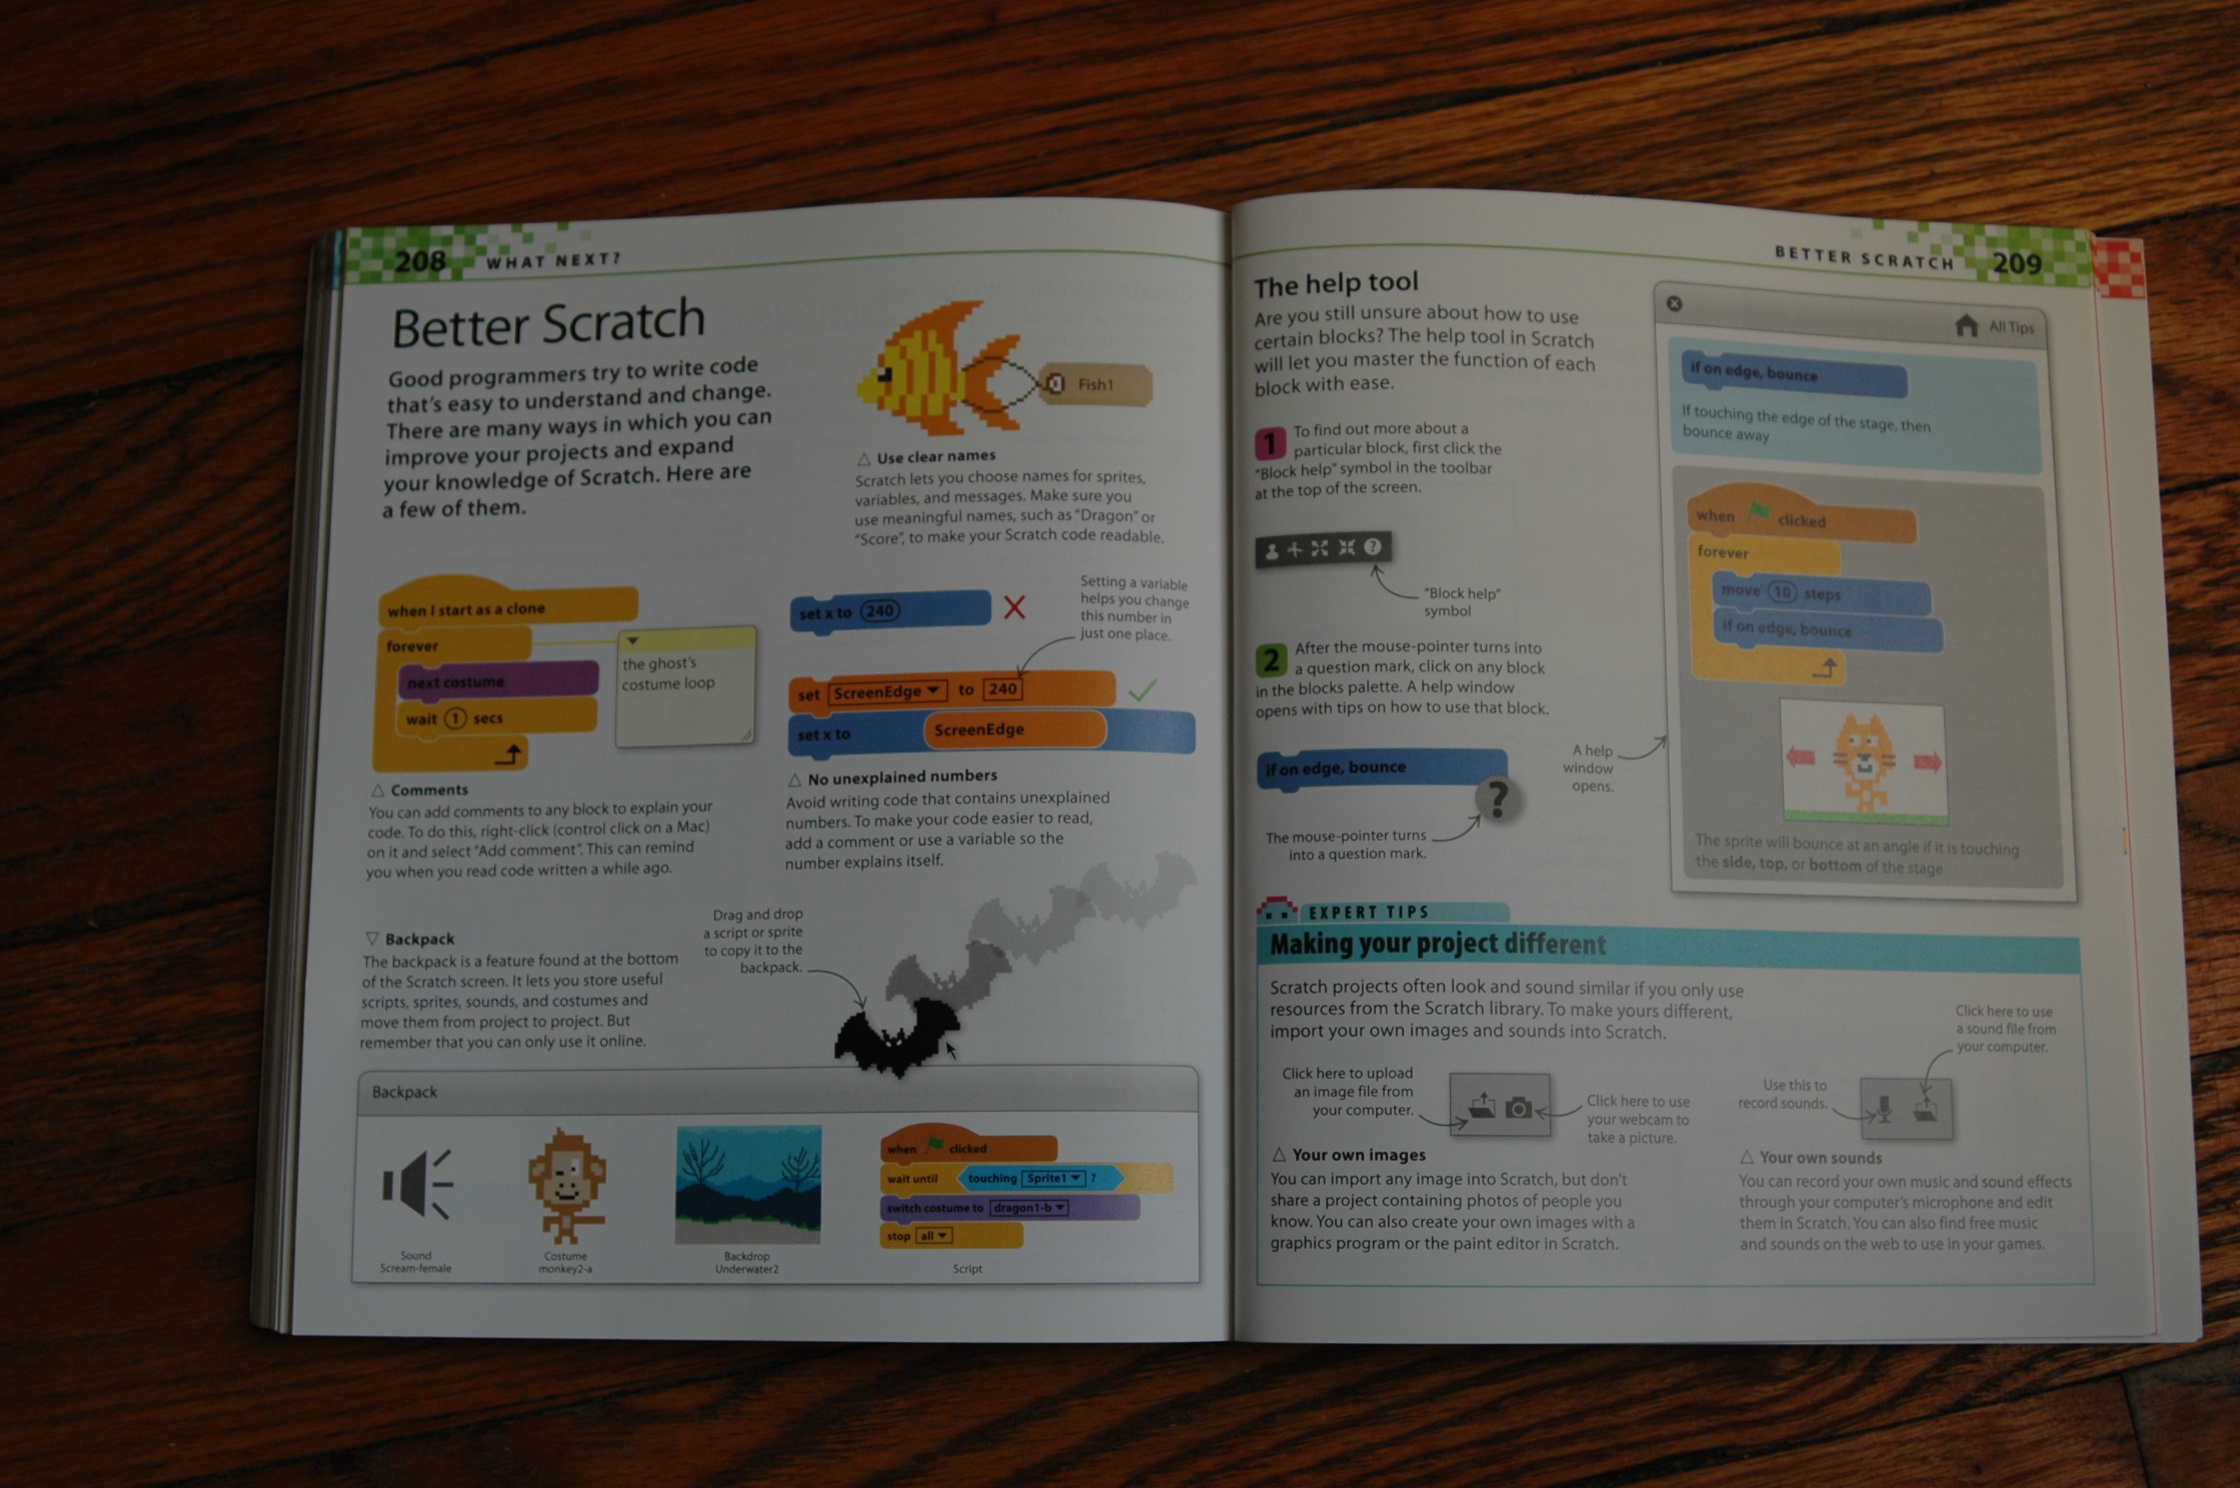 208 WHAT NEXT?
Better Scratch
Good programmers try to write code
that's easy to understand and change.
There are many ways in which you can
improve your projects and expand
your knowledge of Scratch. Here are
a few of them.
when I start as a clone
forever
next costume
wait 1 secs
the ghost's
costume loop
△ Comments
You can add comments to any block to explain your
code. To do this, right-click (control click on a Mac)
on it and select "Add comment". This can remind
you when you read code written a while ago.
Fish1
△ Use clear names
Scratch lets you choose names for sprites,
variables, and messages. Make sure you
use meaningful names, such as "Dragon" or
"Score", to make your Scratch code readable.
set x to 240
Setting a variable
helps you change
this number in
just one place.
set ScreenEdge to 240
set x to ScreenEdge
△ No unexplained numbers
Avoid writing code that contains unexplained
numbers. To make your code easier to read,
add a comment or use a variable so the
number explains itself.
▽ Backpack
The backpack is a feature found at the bottom
of the Scratch screen. It lets you store useful
scripts, sprites, sounds, and costumes and
move them from project to project. But
remember that you can only use it online.
Drag and drop
a script or sprite
to copy it to the
backpack.
Backpack
Sound
Scream-female
Costume
monkey2-a
Backdrop
Underwater2
when clicked
wait until touching Sprite1 ?
switch costume to dragon1-b
stop all
Script
BETTER SCRATCH 209
The help tool
Are you still unsure about how to use
certain blocks? The help tool in Scratch
will let you master the function of each
block with ease.
1 To find out more about a
particular block, first click the
"Block help" symbol in the toolbar
at the top of the screen.
"Block help"
symbol
2 After the mouse-pointer turns into
a question mark, click on any block
in the blocks palette. A help window
opens with tips on how to use that block.
if on edge, bounce
?
The mouse-pointer turns
into a question mark.
A help
window
opens.
All Tips
if on edge, bounce
If touching the edge of the stage, then
bounce away
when clicked
forever
move 10 steps
if on edge, bounce
The sprite will bounce at an angle if it is touching
the side, top, or bottom of the stage
EXPERT TIPS
Making your project different
Scratch projects often look and sound similar if you only use
resources from the Scratch library. To make yours different,
import your own images and sounds into Scratch.
Click here to upload
an image file from
your computer.
Click here to use
your webcam to
take a picture.
△ Your own images
You can import any image into Scratch, but don't
share a project containing photos of people you
know. You can also create your own images with a
graphics program or the paint editor in Scratch.
Use this to
record sounds.
Click here to use
a sound file from
your computer.
△ Your own sounds
You can record your own music and sound effects
through your computer's microphone and edit
them in Scratch. You can also find free music
and sounds on the web to use in your games.